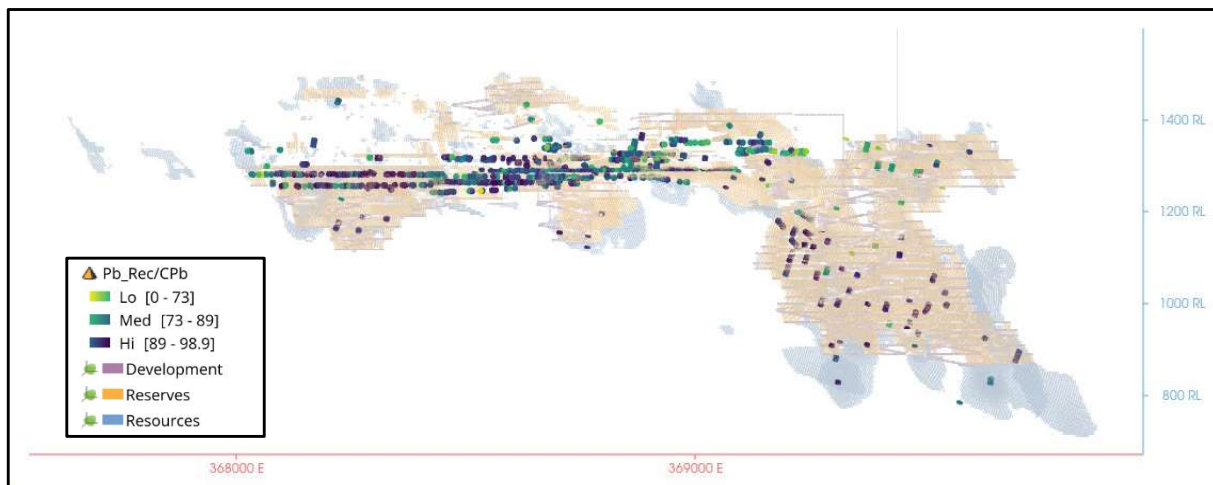 1400 RL
1200 RL
1000 RL
800 RL
Pb_Rec/CPb
Lo [0 - 73]
Med [73 - 89]
Hi [89 - 98.9]
Development
Reserves
Resources
368000 E
369000 E